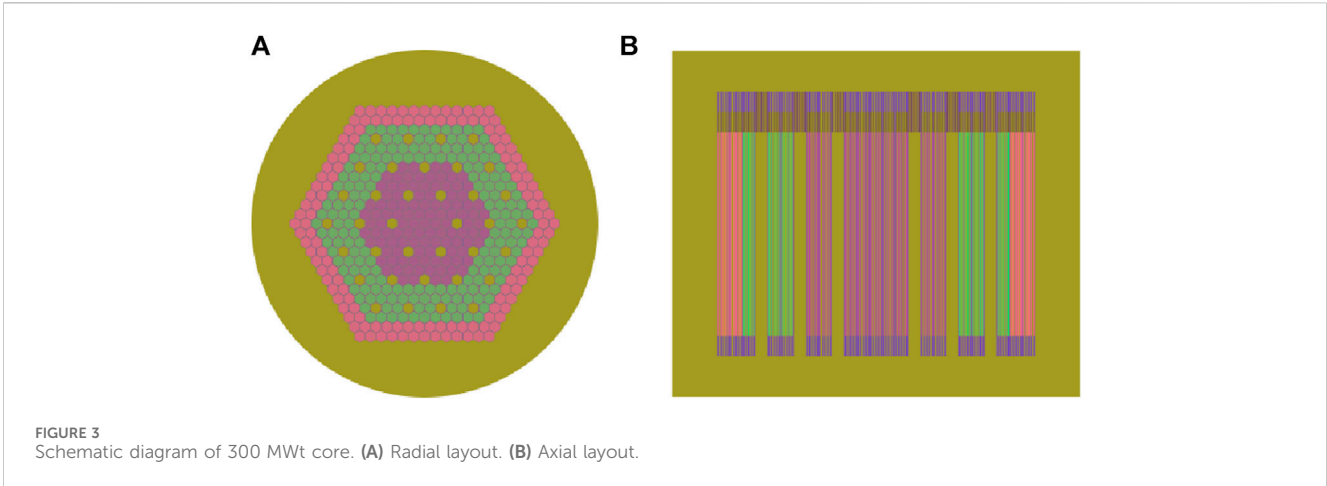 A B
FIGURE 3
Schematic diagram of 300 MWt core. (A) Radial layout. (B) Axial layout.